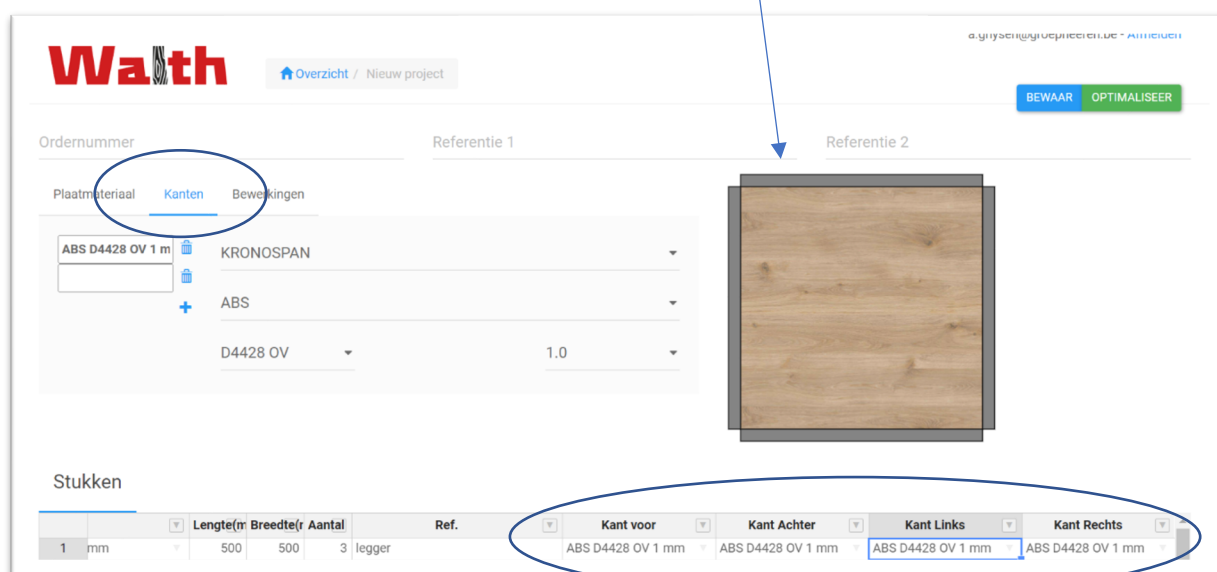 a.gnysen@groepheeren.be - Afmelden
Walth
Overzicht / Nieuw project
BEWAAR OPTIMALISEER
Ordernummer Referentie 1 Referentie 2
Plaatmateriaal Kanten Bewerkingen
ABS D4428 OV 1 m
KRONOSPAN
ABS
D4428 OV 1.0
Stukken
Lengte(m Breedte(r Aantal Ref. Kant voor Kant Achter Kant Links Kant Rechts
1 mm 500 500 3 legger ABS D4428 OV 1 mm ABS D4428 OV 1 mm ABS D4428 OV 1 mm ABS D4428 OV 1 mm